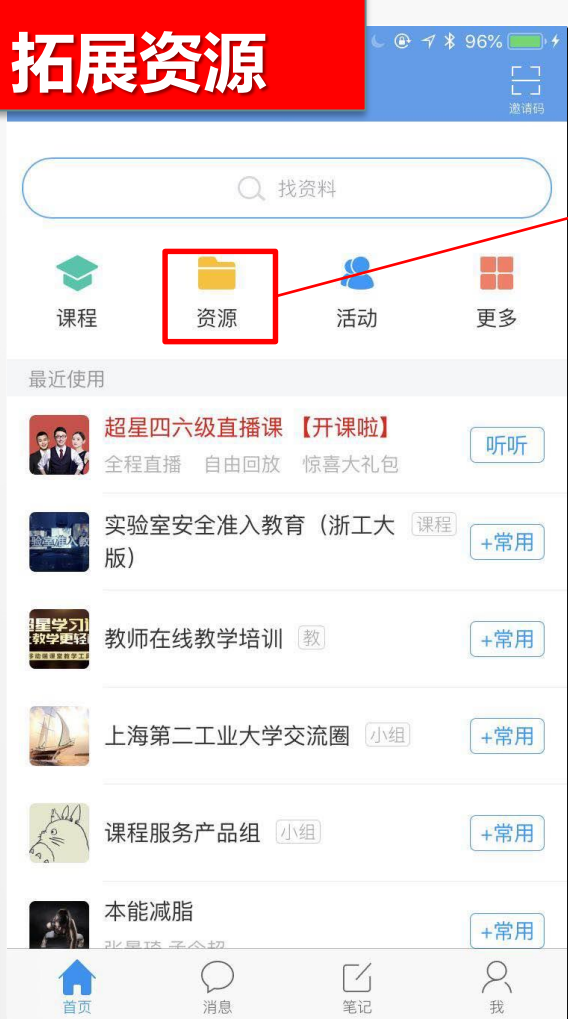 拓展资源
96%
邀请码
找资料
课程
资源
活动
更多
最近使用
超星四六级直播课 【开课啦】
听听
全程直播 自由回放 惊喜大礼包
实验室安全准入教育（浙工大
版）
课程
+常用
教师在线教学培训
教
+常用
上海第二工业大学交流圈
小组
+常用
课程服务产品组
小组
+常用
本能减脂
+常用
首页
消息
笔记
我